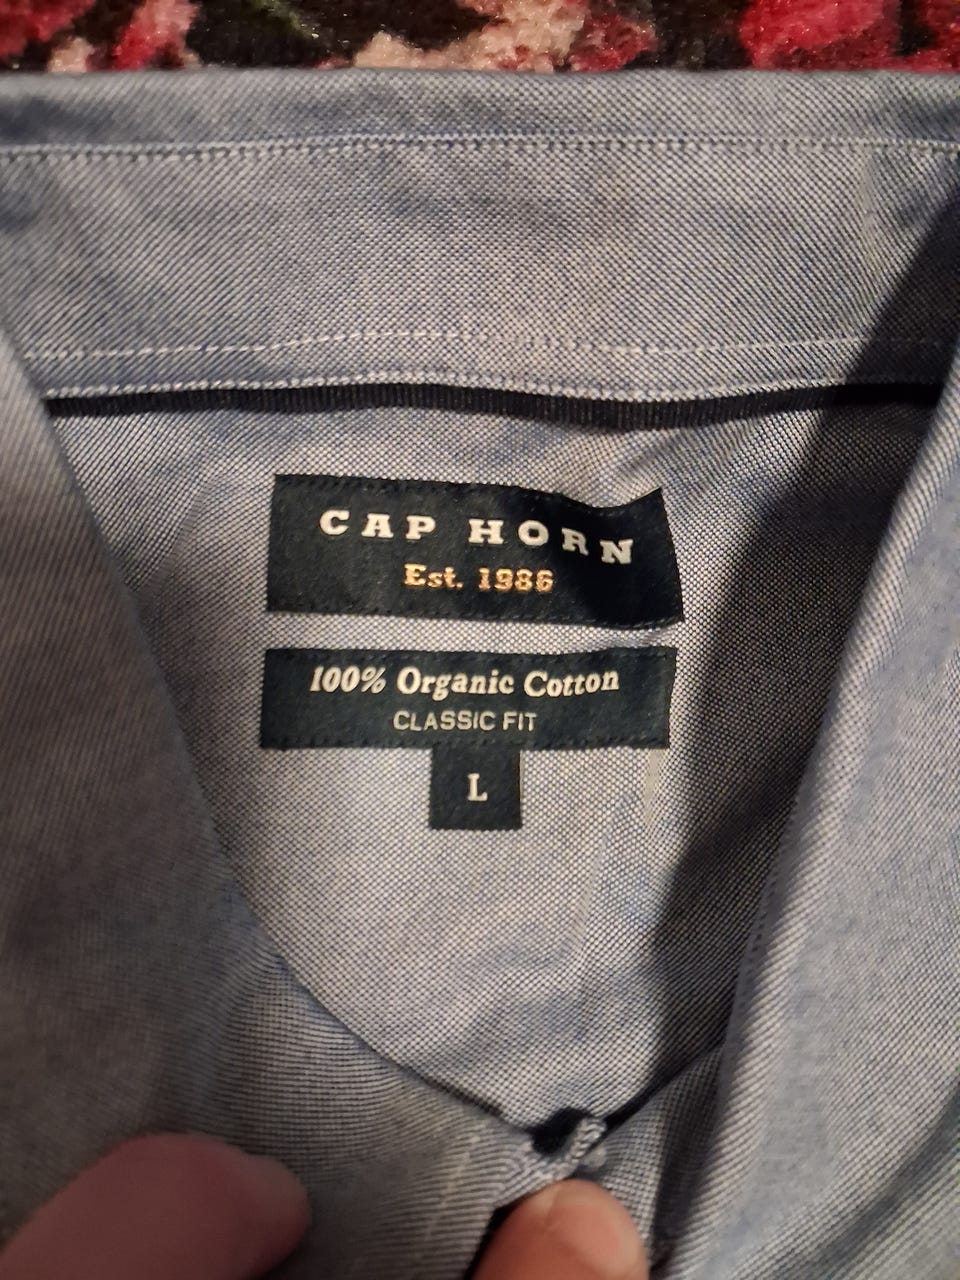 CAP HORN
Est. 1986
100% Organic Cotton
CLASSIC FIT
L